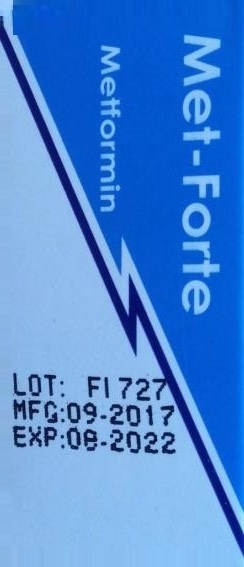 Met-Forte
Metformin
LOT: FI727
MFG:09-2017
EXP:08-2022